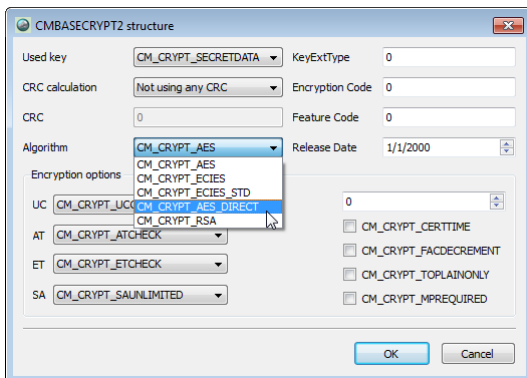 CMBASECRYPT2 structure
Used key CM_CRYPT_SECRETDATA KeyExtType 0
CRC calculation Not using any CRC Encryption Code 0
CRC 0 Feature Code 0
Algorithm CM_CRYPT_AES Release Date 1/1/2000
CM_CRYPT_AES
CM_CRYPT_ECIES
CM_CRYPT_ECIES_STD
CM_CRYPT_AES_DIRECT
CM_CRYPT_RSA
Encryption options
UC CM_CRYPT_UCC 0
AT CM_CRYPT_ATCHECK CM_CRYPT_CERTTIME
ET CM_CRYPT_ETCHECK CM_CRYPT_FACDECREMENT
SA CM_CRYPT_SAUNLIMITED CM_CRYPT_TOPLAINONLY
CM_CRYPT_MPREQUIRED
OK Cancel